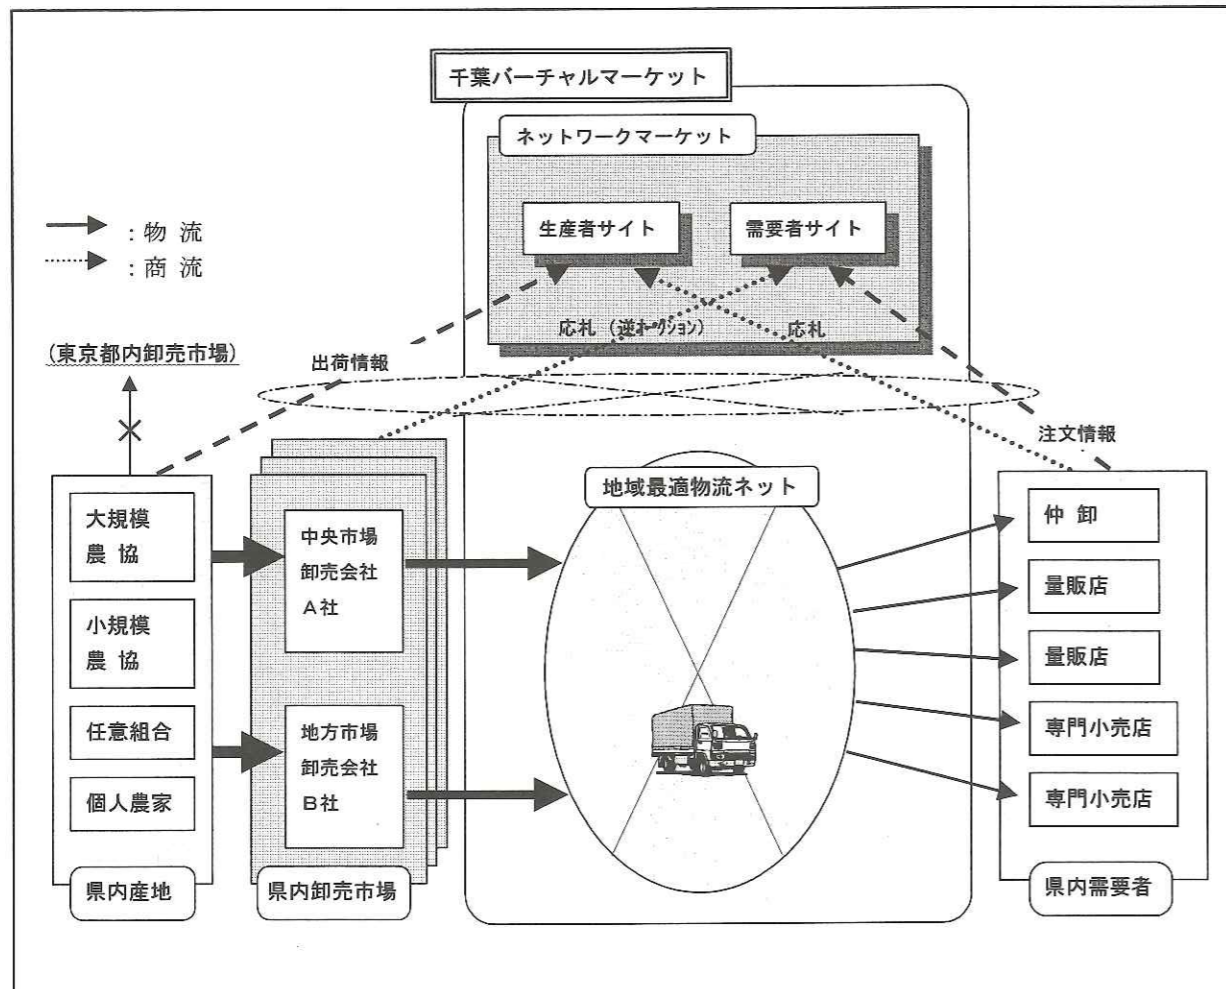 千葉バーチャルマーケット
ネットワークマーケット
生産者サイト
需要者サイト
:物 流
:商 流
応札（逆オークション）
応札
(東京都内卸売市場)
出荷情報
注文情報
大規模
農 協
小規模
農 協
任意組合
個人農家
県内産地
中央市場
卸売会社
A社
地方市場
卸売会社
B社
県内卸売市場
地域最適物流ネット
仲 卸
量販店
量販店
専門小売店
専門小売店
県内需要者